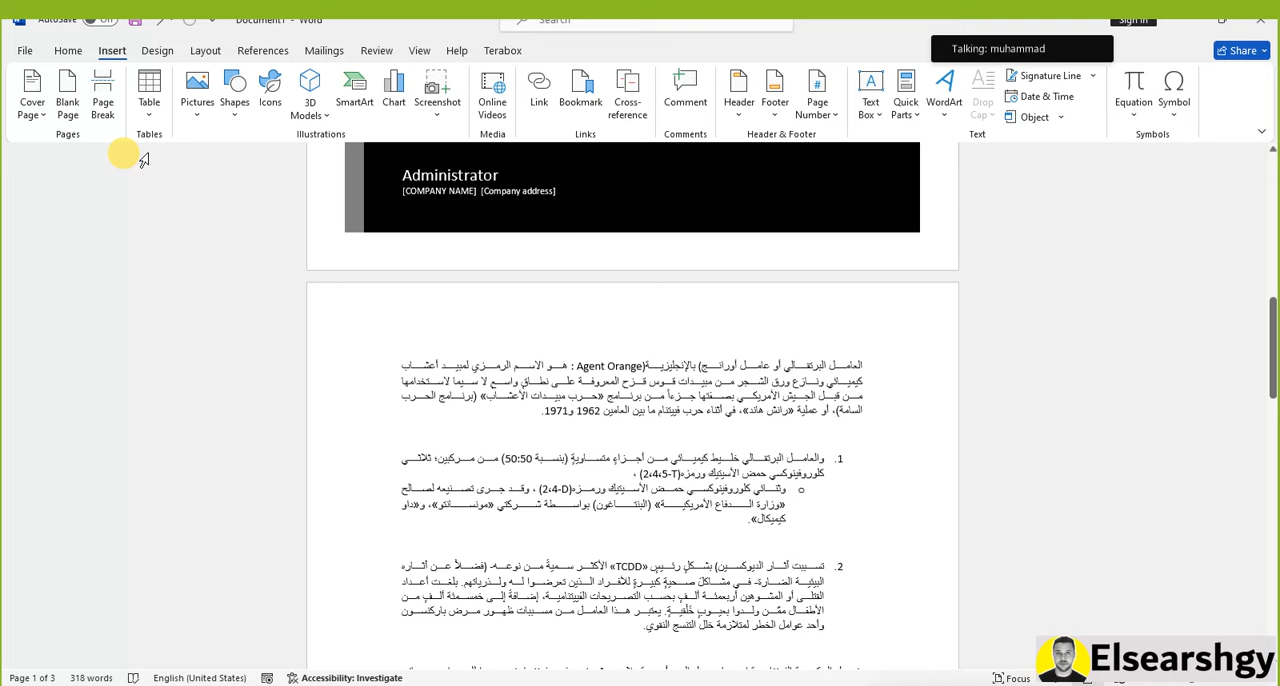 AutoSave
Off
Document1 - Word
Search
Sign in
File Home Insert Design Layout References Mailings Review View Help Terabox
Talking: muhammad
Share
Cover Page
Blank Page
Page Break
Table
Pictures
Shapes
Icons
3D Models
SmartArt
Chart
Screenshot
Online Videos
Link
Bookmark
Cross-reference
Comment
Header
Footer
Page Number
Text Box
Quick Parts
WordArt
Drop Cap
Signature Line
Date & Time
Object
Equation
Symbol
Pages Tables Illustrations Media Links Comments Header & Footer Text Symbols
Administrator
[COMPANY NAME] [Company address]
العامل البرتقالي أو عامل أورانج) بالإنجليزية(Agent Orange : هو الاسم الرمزي لمبيد أعشاب
كيميائي ونازع ورق الشجر من مبيدات قوس قزح المعروفة على نطاق واسع لا سيما لاستخدامها
من قبل الجيش الأمريكي بصفتها جزءاً من برنامج «حرب مبيدات الأعشاب» (برنامج الحرب
السامة)، أو عملية «رانش هاند»، في أثناء حرب فييتنام ما بين العامين 1962 و1971.
1. والعامل البرتقالي خليط كيميائي من أجزاءٍ متساويةٍ (بنسبة 50:50) من مركبين؛ ثلاثي
كلوروفينوكسي حمض الأسيتيك ورمزه(2،4،5-T) ،
o وثنائي كلوروفينوكسي حمض الأسيتيك ورمزه(2،4-D) ، وقد جرى تصنيعه لصالح
«وزارة الدفاع الأمريكية» (البنتاغون) بواسطة شركتي «مونسانتو»، و«داو
كيميكال».
2. تسببت آثار الديوكسين) بشكلٍ رئيسٍ «TCDD» الأكثر سميةً من نوعه- (فضلاً عن آثاره
البيئية الضارة- في مشاكل صحية كبيرةٍ للأفراد الذين تعرضوا له ولذرياتهم. بلغت أعداد
القتلى أو المشوهين أربعمئة ألفٍ بحسب التصريحات الفييتنامية، إضافةً إلى خمسمئة ألفٍ من
الأطفال ممّن ولدوا بعيوبٍ خَلقيةٍ. يعتبر هذا العامل من مسببات ظهور مرض باركنسون
وأحد عوامل الخطر لمتلازمة خلل التنسج النقوي.
Page 1 of 3 318 words English (United States) Accessibility: Investigate Focus
Elsearshgy